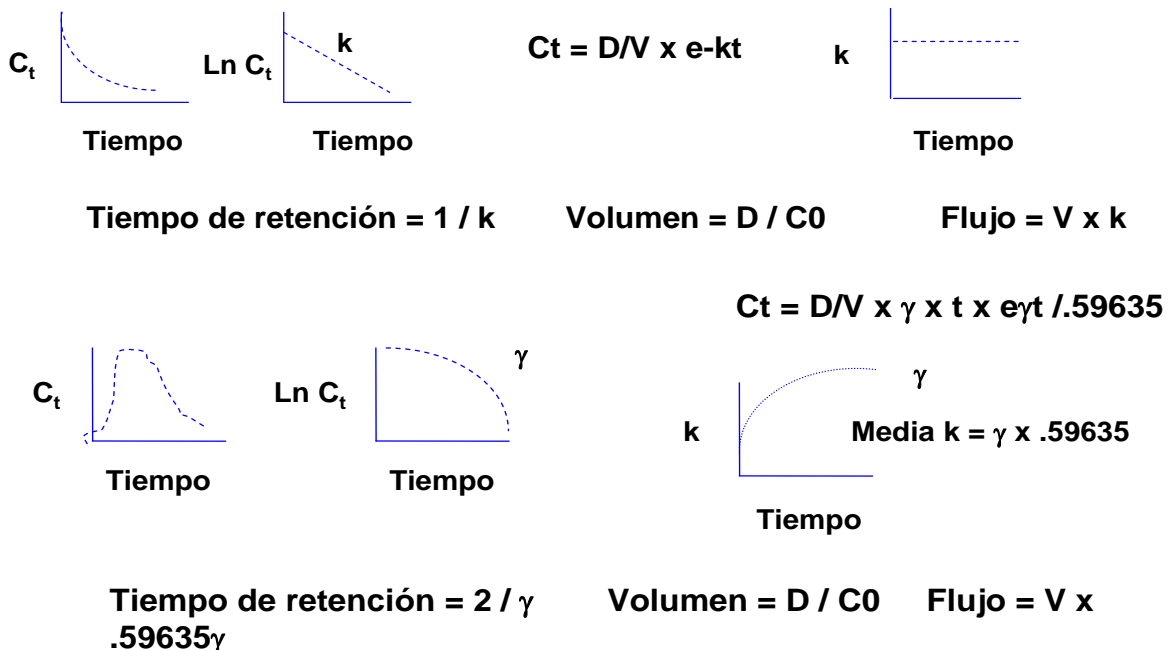 Ct
Ln Ct
k
Ct = D/V x e-kt
k
Tiempo
Tiempo
Tiempo
Tiempo de retención = 1 / k
Volumen = D / C0
Flujo = V x k
Ct = D/V x γ x t x eγt /.59635
Ct
Ln Ct
γ
k
γ
Media k = γ x .59635
Tiempo
Tiempo
Tiempo
Tiempo de retención = 2 / γ Volumen = D / C0 Flujo = V x
.59635γ